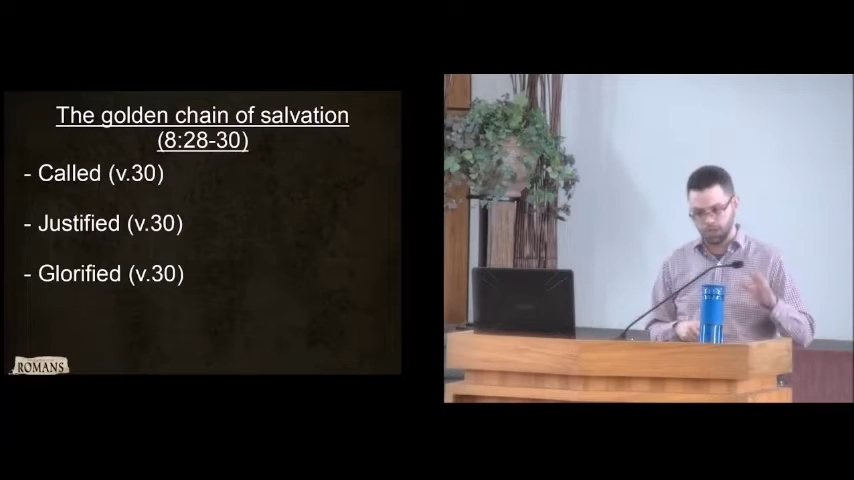 The golden chain of salvation
(8:28-30)
- Called (v.30)
- Justified (v.30)
- Glorified (v.30)
ROMANS